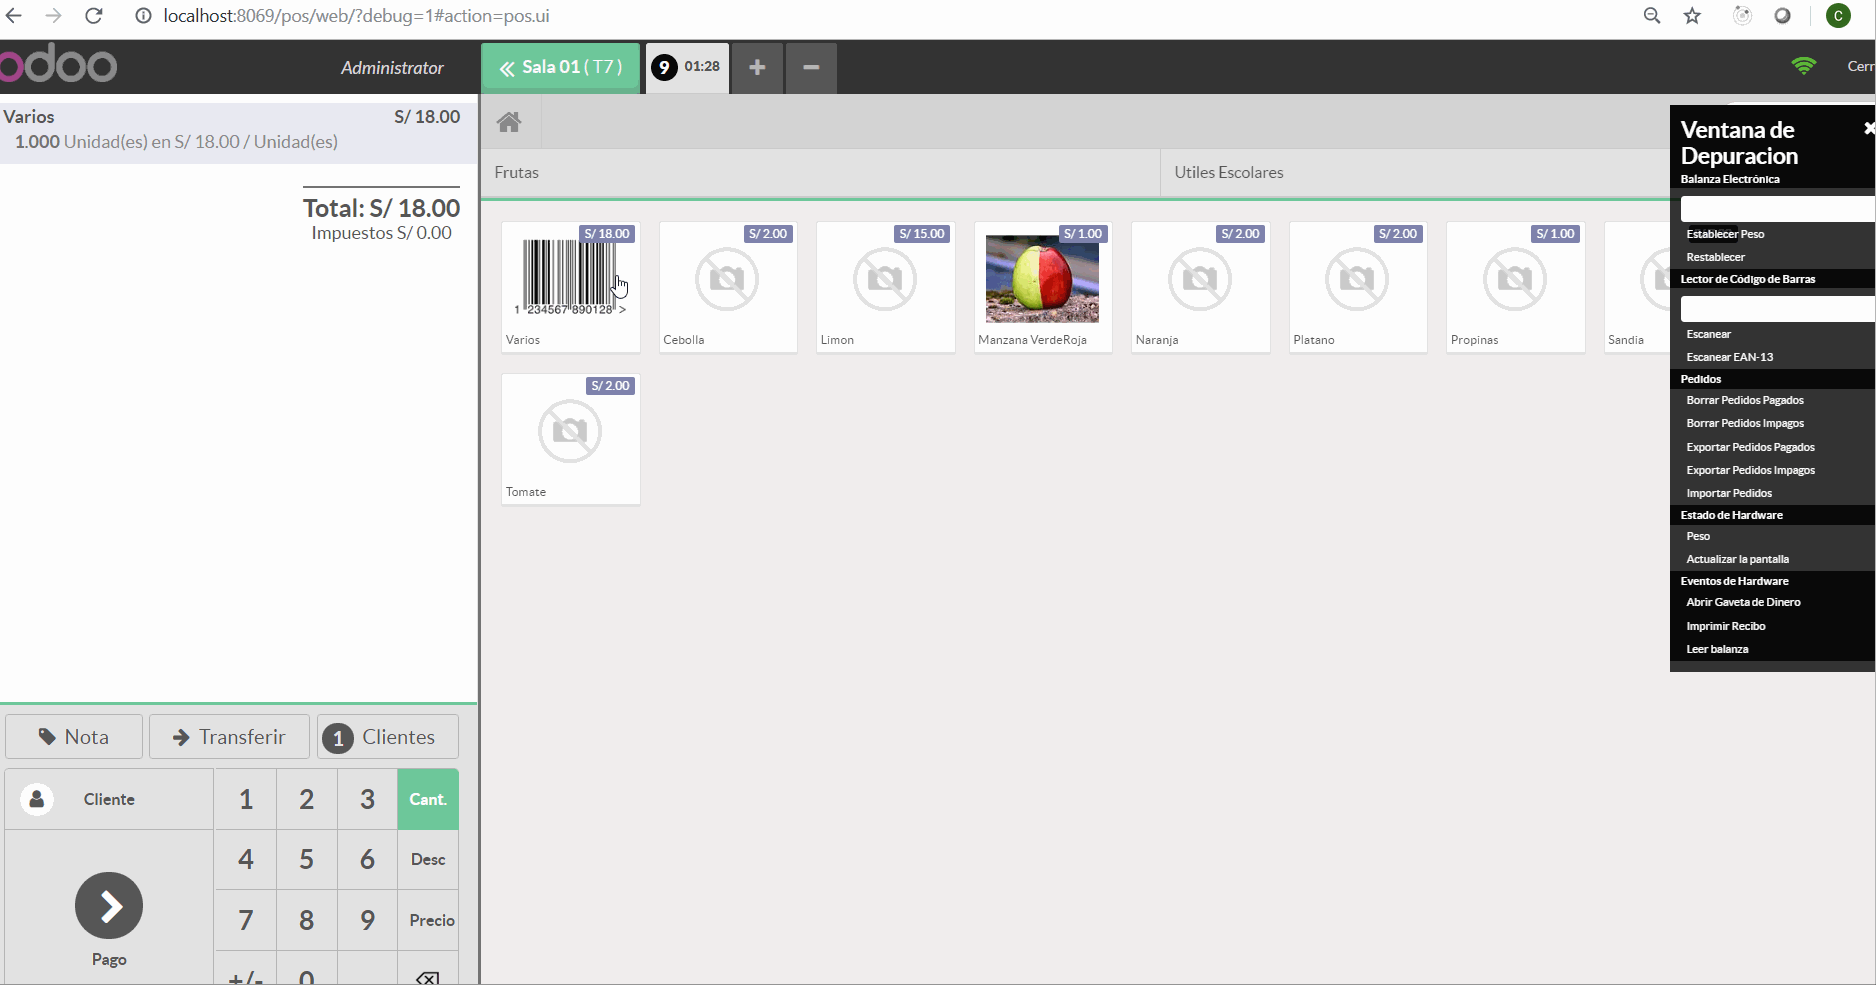 localhost:8069/pos/web/?debug=1#action=pos.ui
C
odoo
Administrator
Sala 01 ( T7 )
9 01:28
+
−
Cerr
Varios S/ 18.00
1.000 Unidad(es) en S/ 18.00 / Unidad(es)
Total: S/ 18.00
Impuestos S/ 0.00
Frutas
Utiles Escolares
S/ 18.00
1 234567 890128 >
Varios
S/ 2.00
Cebolla
S/ 15.00
Limon
S/ 1.00
Manzana VerdeRoja
S/ 2.00
Naranja
S/ 2.00
Platano
S/ 1.00
Propinas
Sandia
S/ 2.00
Tomate
Ventana de
Depuracion
Balanza Electrónica
Establecer Peso
Restablecer
Lector de Código de Barras
Escanear
Escanear EAN-13
Pedidos
Borrar Pedidos Pagados
Borrar Pedidos Impagos
Exportar Pedidos Pagados
Exportar Pedidos Impagos
Importar Pedidos
Estado de Hardware
Peso
Actualizar la pantalla
Eventos de Hardware
Abrir Gaveta de Dinero
Imprimir Recibo
Leer balanza
Nota
Transferir
1 Clientes
Cliente
1 2 3 Cant.
4 5 6 Desc
7 8 9 Precio
+/- 0
Pago